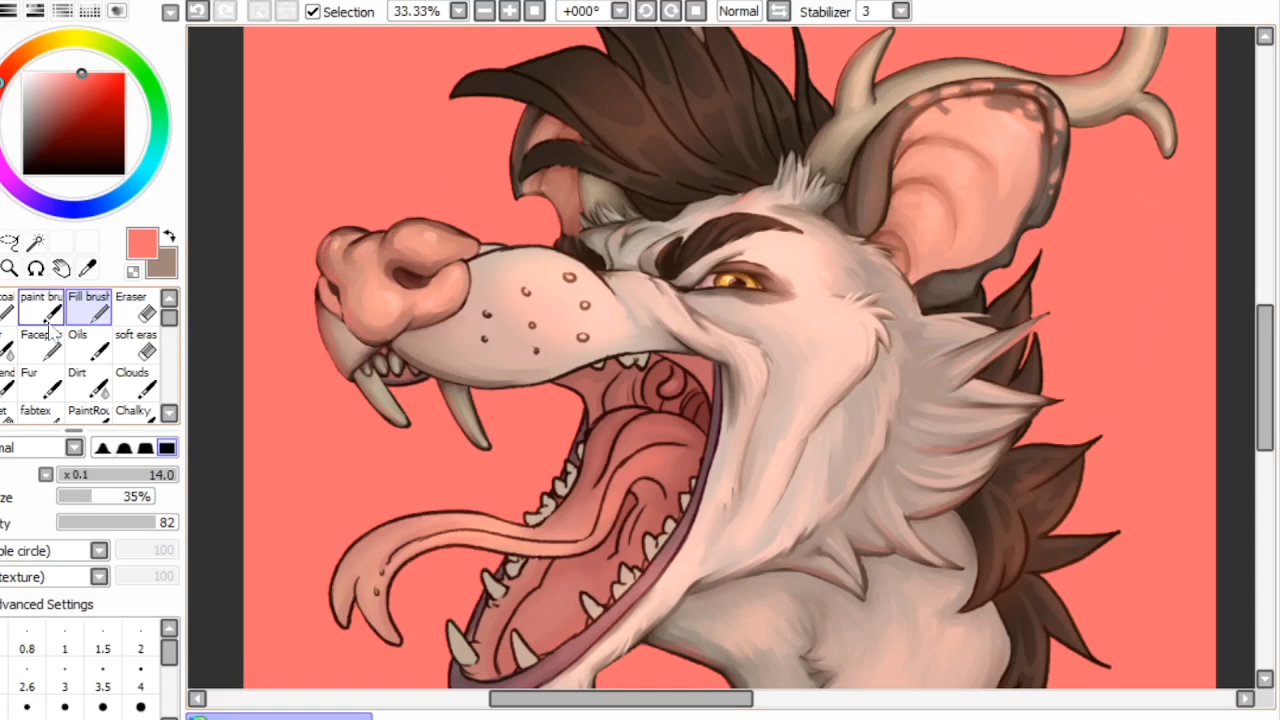 Selection 33.33% +000° Normal Stabilizer 3
paint bru Fill brush Eraser
Oils soft eras
Fur Dirt Clouds
fabtex PaintRou Chalky
x 0.1 14.0
35%
82
100
100
0.8 1 1.5 2
2.6 3 3.5 4